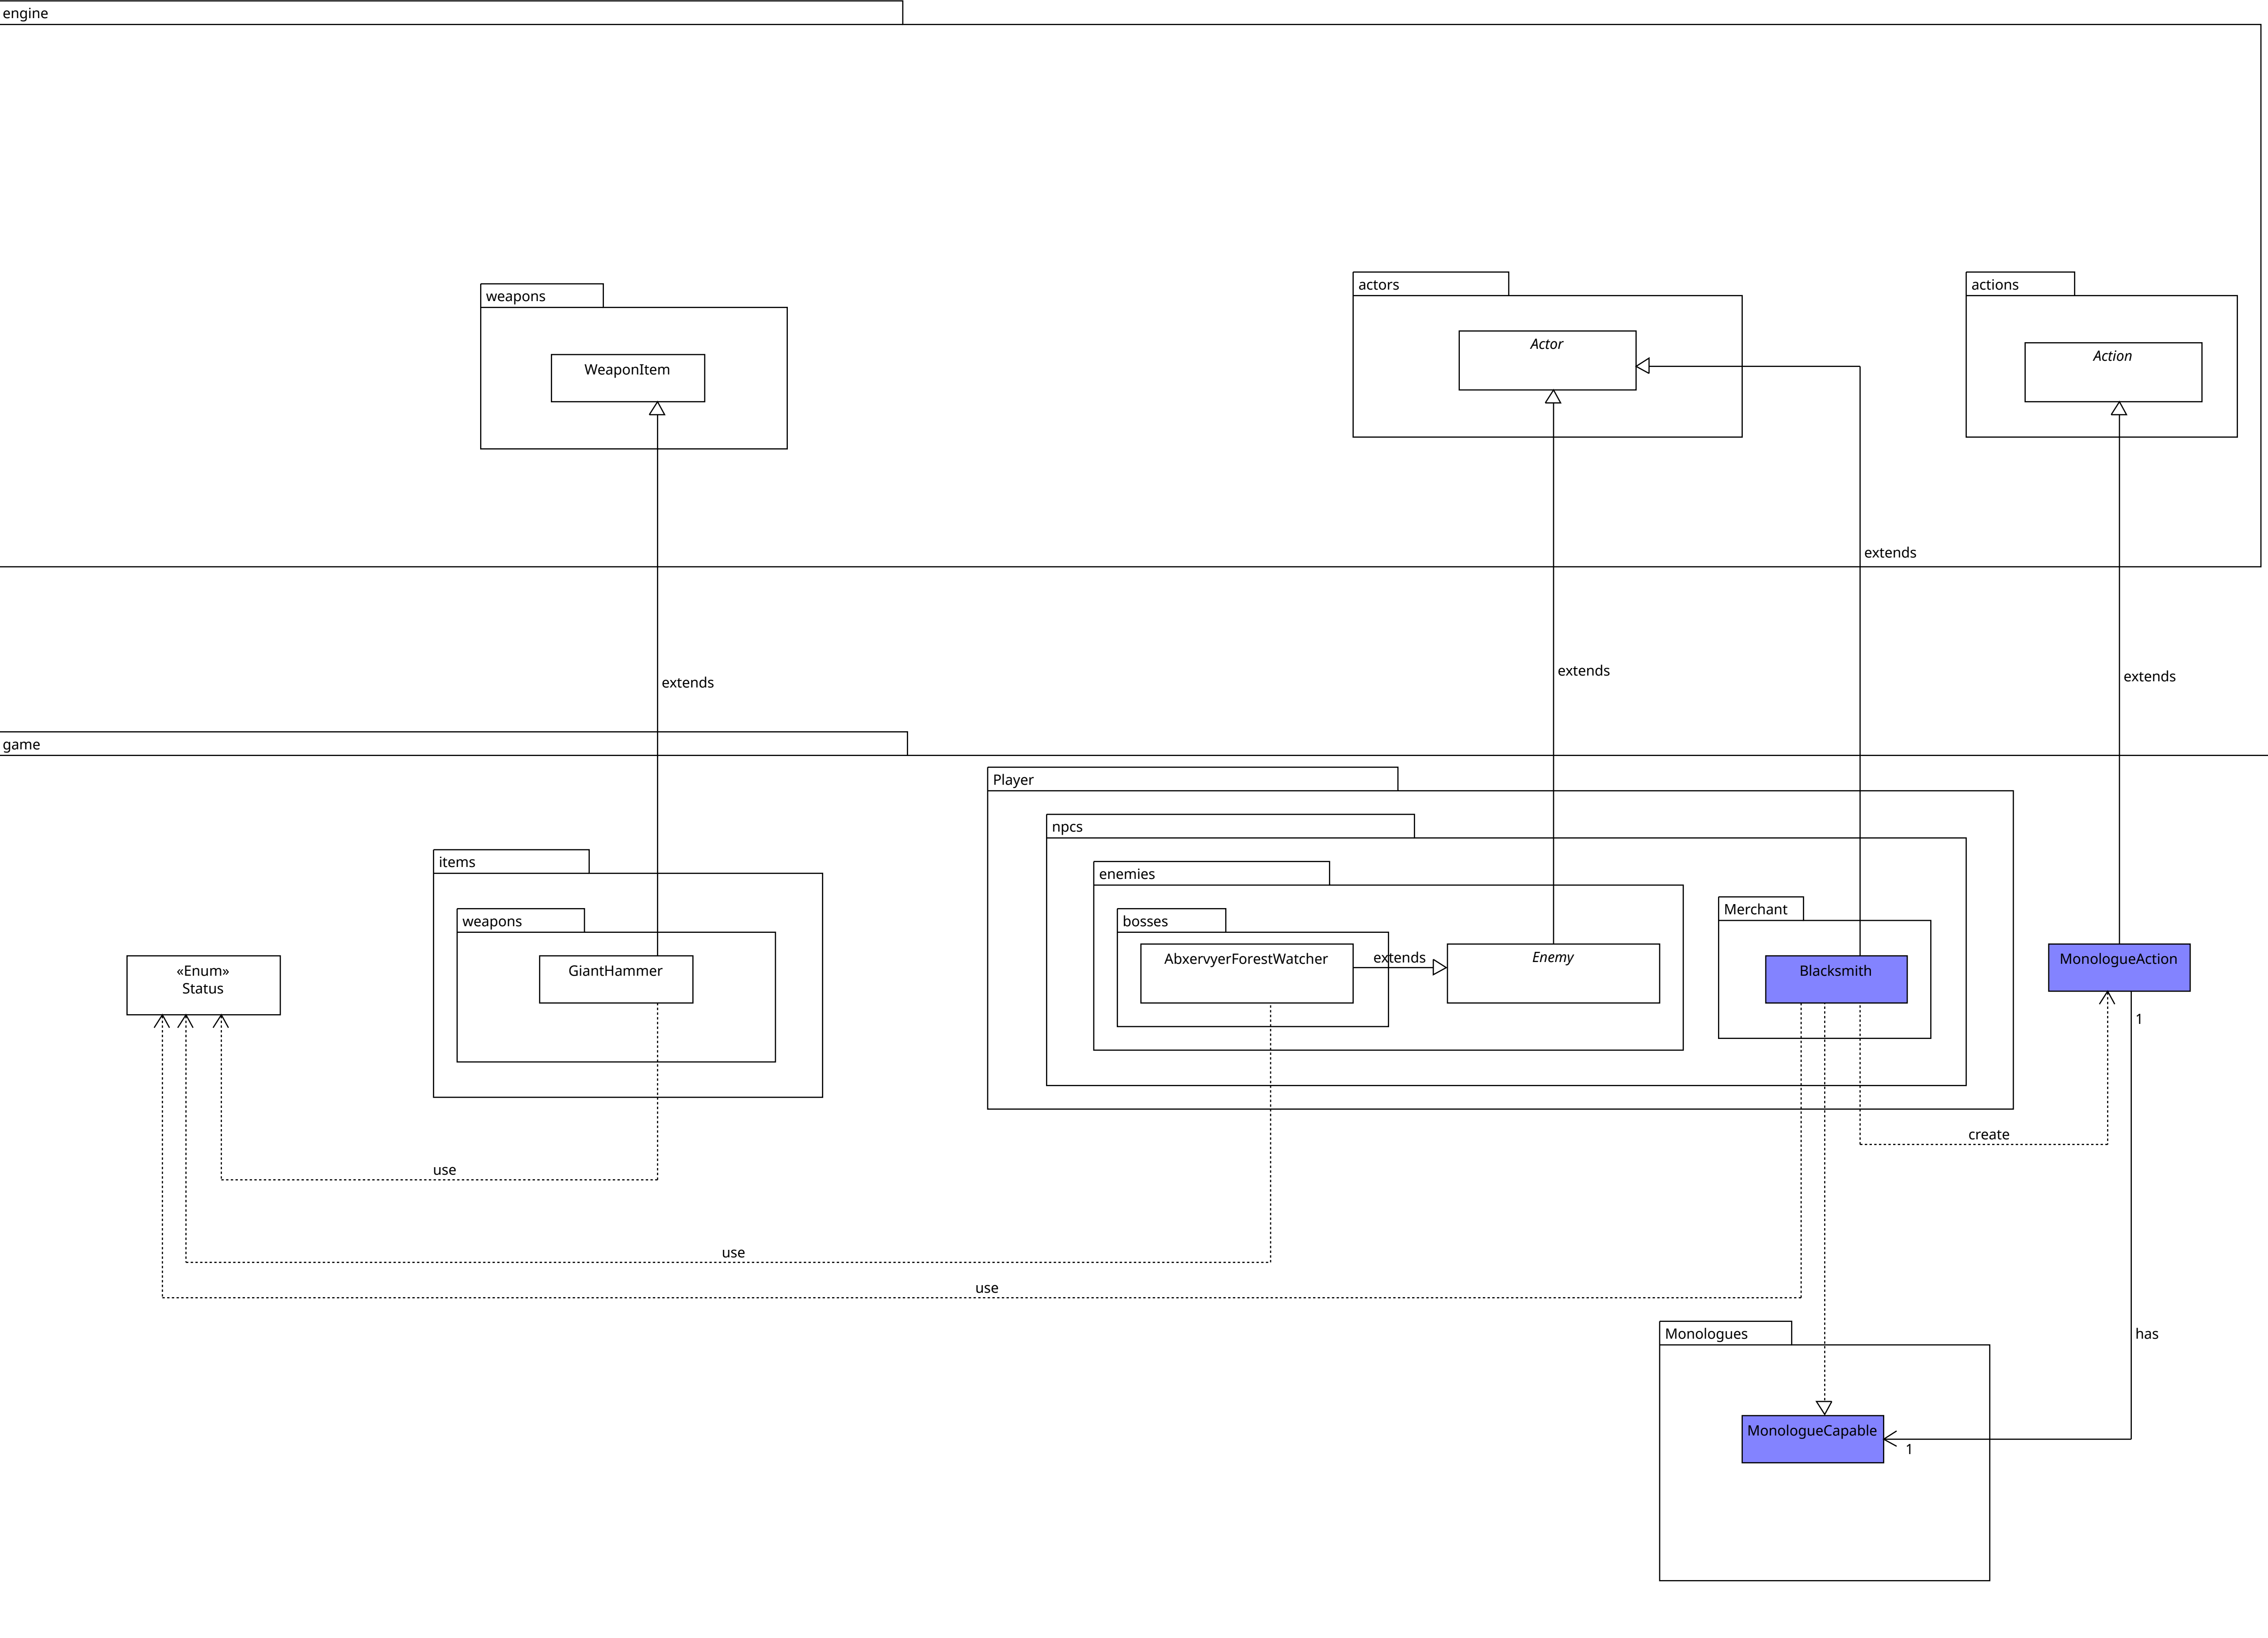 engine
weapons
WeaponItem
actors
Actor
actions
Action
extends
extends
extends
extends
game
Player
npcs
items
enemies
weapons
bosses
Merchant
«Enum»
Status
GiantHammer
AbxervyerForestWatcher
extends
Enemy
Blacksmith
MonologueAction
1
create
use
use
use
Monologues
has
MonologueCapable
1